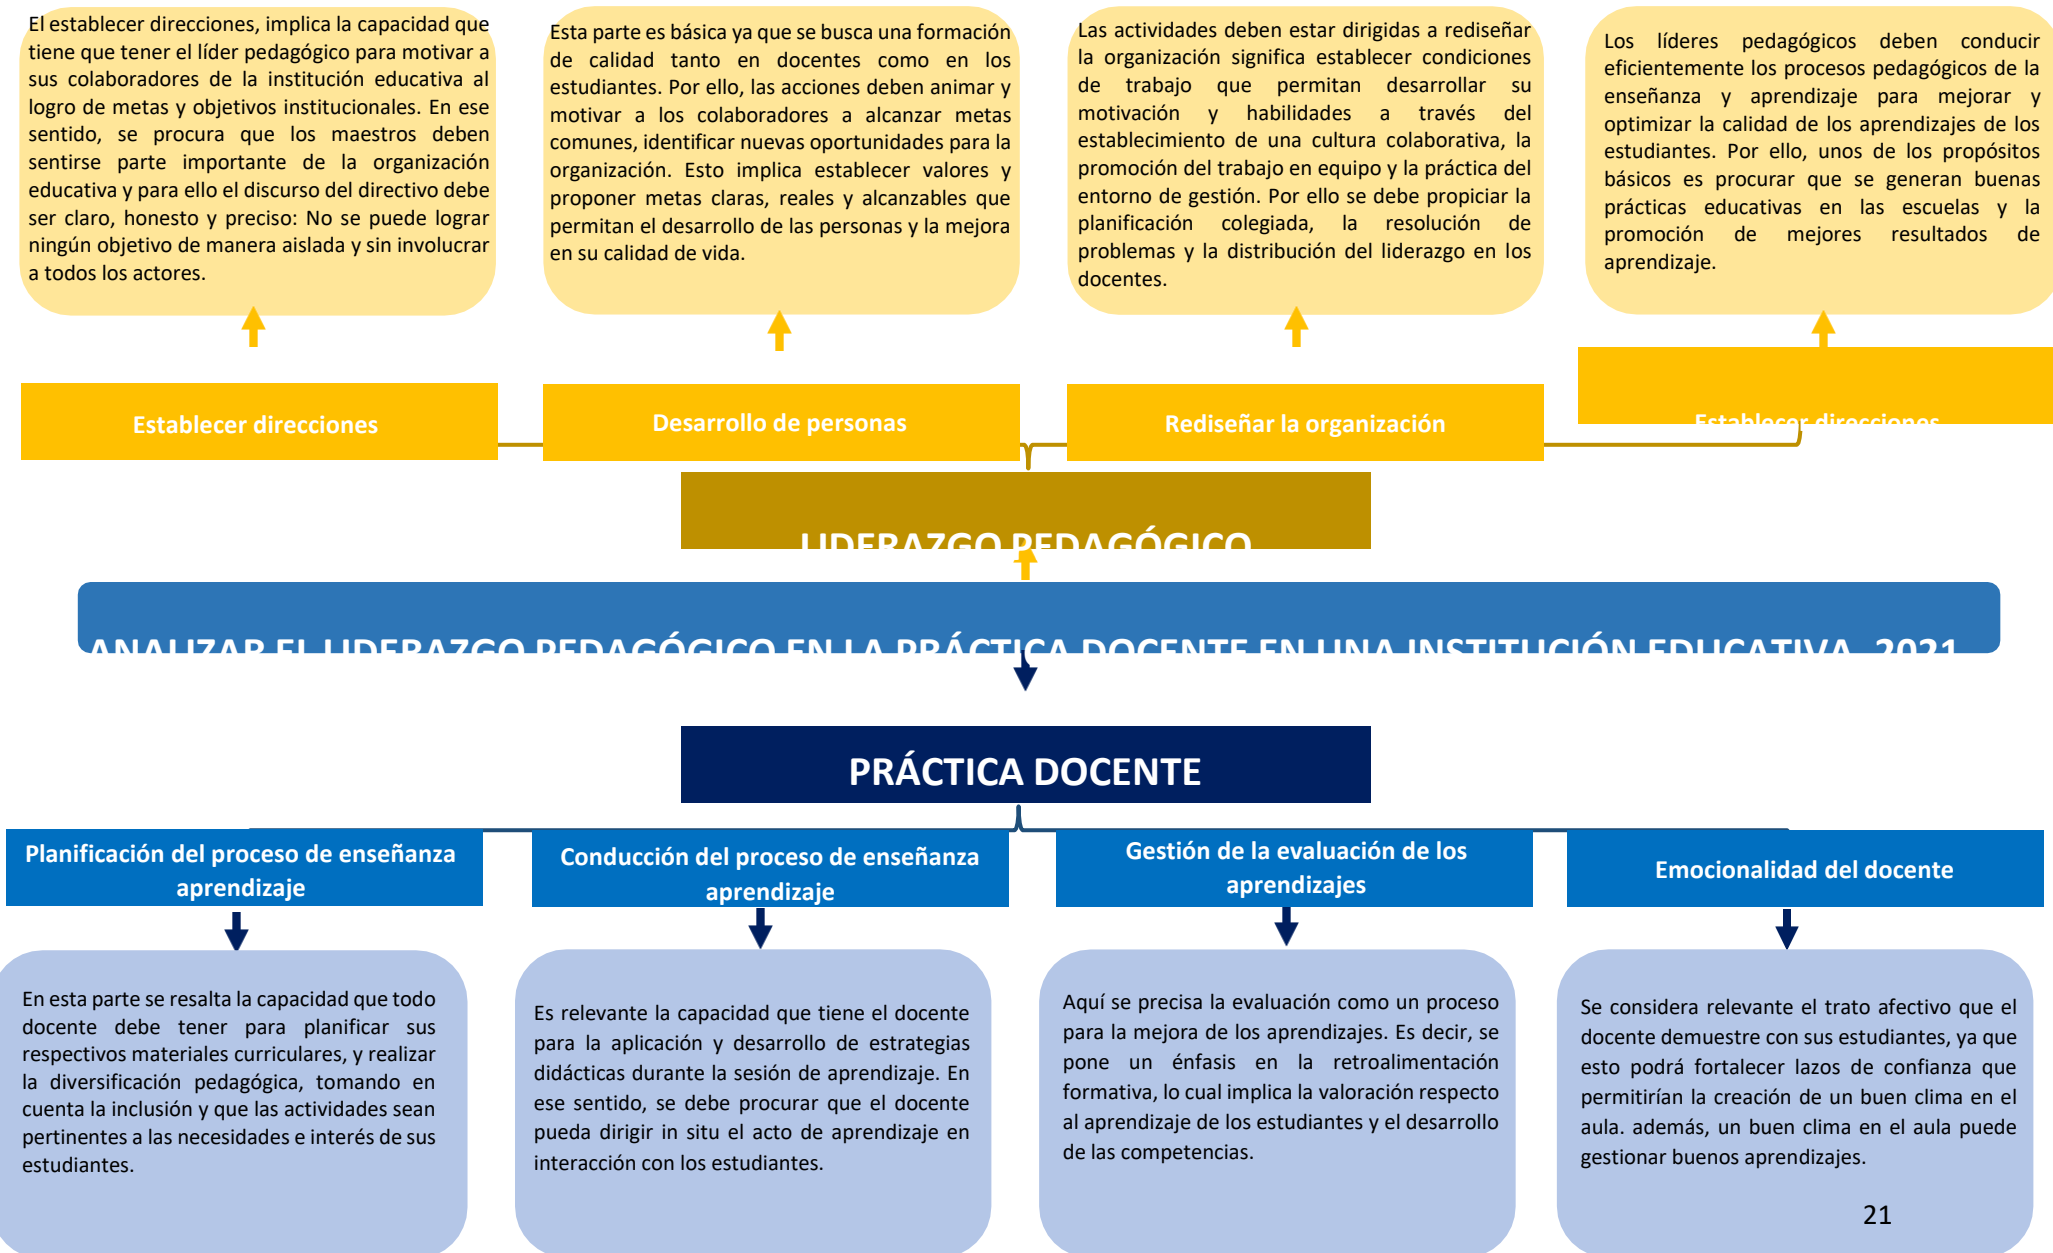 El establecer direcciones, implica la capacidad que
tiene que tener el líder pedagógico para motivar a
sus colaboradores de la institución educativa al
logro de metas y objetivos institucionales. En ese
sentido, se procura que los maestros deben
sentirse parte importante de la organización
educativa y para ello el discurso del directivo debe
ser claro, honesto y preciso: No se puede lograr
ningún objetivo de manera aislada y sin involucrar
a todos los actores.
Esta parte es básica ya que se busca una formación
de calidad tanto en docentes como en los
estudiantes. Por ello, las acciones deben animar y
motivar a los colaboradores a alcanzar metas
comunes, identificar nuevas oportunidades para la
organización. Esto implica establecer valores y
proponer metas claras, reales y alcanzables que
permitan el desarrollo de las personas y la mejora
en su calidad de vida.
Las actividades deben estar dirigidas a rediseñar
la organización significa establecer condiciones
de trabajo que permitan desarrollar su
motivación y habilidades a través del
establecimiento de una cultura colaborativa, la
promoción del trabajo en equipo y la práctica del
entorno de gestión. Por ello se debe propiciar la
planificación colegiada, la resolución de
problemas y la distribución del liderazgo en los
docentes.
Los líderes pedagógicos deben conducir
eficientemente los procesos pedagógicos de la
enseñanza y aprendizaje para mejorar y
optimizar la calidad de los aprendizajes de los
estudiantes. Por ello, unos de los propósitos
básicos es procurar que se generan buenas
prácticas educativas en las escuelas y la
promoción de mejores resultados de
aprendizaje.
Establecer direcciones
Desarrollo de personas
Rediseñar la organización
Establecer direcciones
LIDERAZGO PEDAGÓGICO
ANALIZAR EL LIDERAZGO PEDAGÓGICO EN LA PRÁCTICA DOCENTE EN UNA INSTITUCIÓN EDUCATIVA, 2021
PRÁCTICA DOCENTE
Planificación del proceso de enseñanza
aprendizaje
Conducción del proceso de enseñanza
aprendizaje
Gestión de la evaluación de los
aprendizajes
Emocionalidad del docente
En esta parte se resalta la capacidad que todo
docente debe tener para planificar sus
respectivos materiales curriculares, y realizar
la diversificación pedagógica, tomando en
cuenta la inclusión y que las actividades sean
pertinentes a las necesidades e interés de sus
estudiantes.
Es relevante la capacidad que tiene el docente
para la aplicación y desarrollo de estrategias
didácticas durante la sesión de aprendizaje. En
ese sentido, se debe procurar que el docente
pueda dirigir in situ el acto de aprendizaje en
interacción con los estudiantes.
Aquí se precisa la evaluación como un proceso
para la mejora de los aprendizajes. Es decir, se
pone un énfasis en la retroalimentación
formativa, lo cual implica la valoración respecto
al aprendizaje de los estudiantes y el desarrollo
de las competencias.
Se considera relevante el trato afectivo que el
docente demuestre con sus estudiantes, ya que
esto podrá fortalecer lazos de confianza que
permitirían la creación de un buen clima en el
aula. además, un buen clima en el aula puede
gestionar buenos aprendizajes.
21